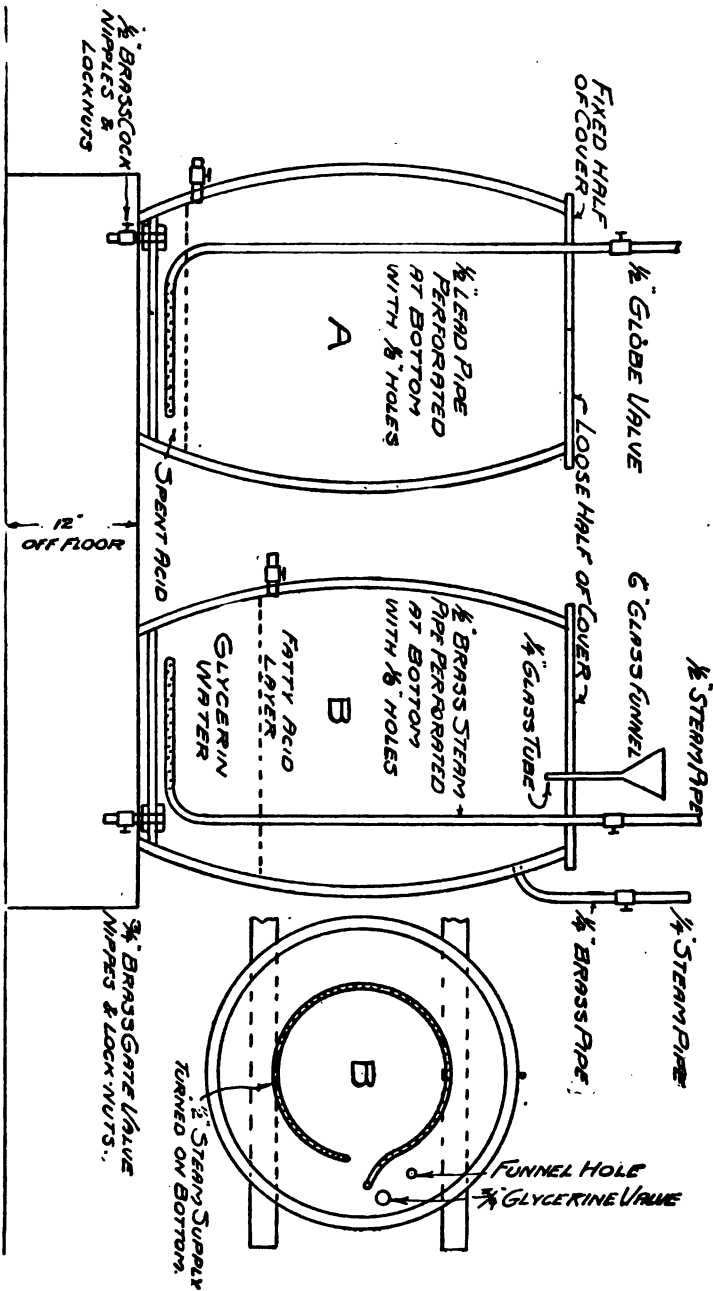 ½" BRASS COCK
NIPPLES &
LOCKNUTS
FIXED HALF
OF COVER
½" GLOBE VALVE
LOOSE HALF OF COVER
6" GLASS FUNNEL
½" STEAM PIPE
¼" STEAM PIPE
½" LEAD PIPE
PERFORATED
AT BOTTOM
WITH ⅛" HOLES
A
SPENT ACID
12"
OFF FLOOR
¼" GLASS TUBE
½" BRASS STEAM
PIPE PERFORATED
AT BOTTOM
WITH ⅛" HOLES
B
FATTY ACID
LAYER
GLYCERIN
WATER
¼" BRASS PIPE
¾" BRASS GATE VALVE
NIPPES & LOCK NUTS.
B
½" STEAM SUPPLY
TURNED ON BOTTOM.
FUNNEL HOLE
¾" GLYCERINE VALVE